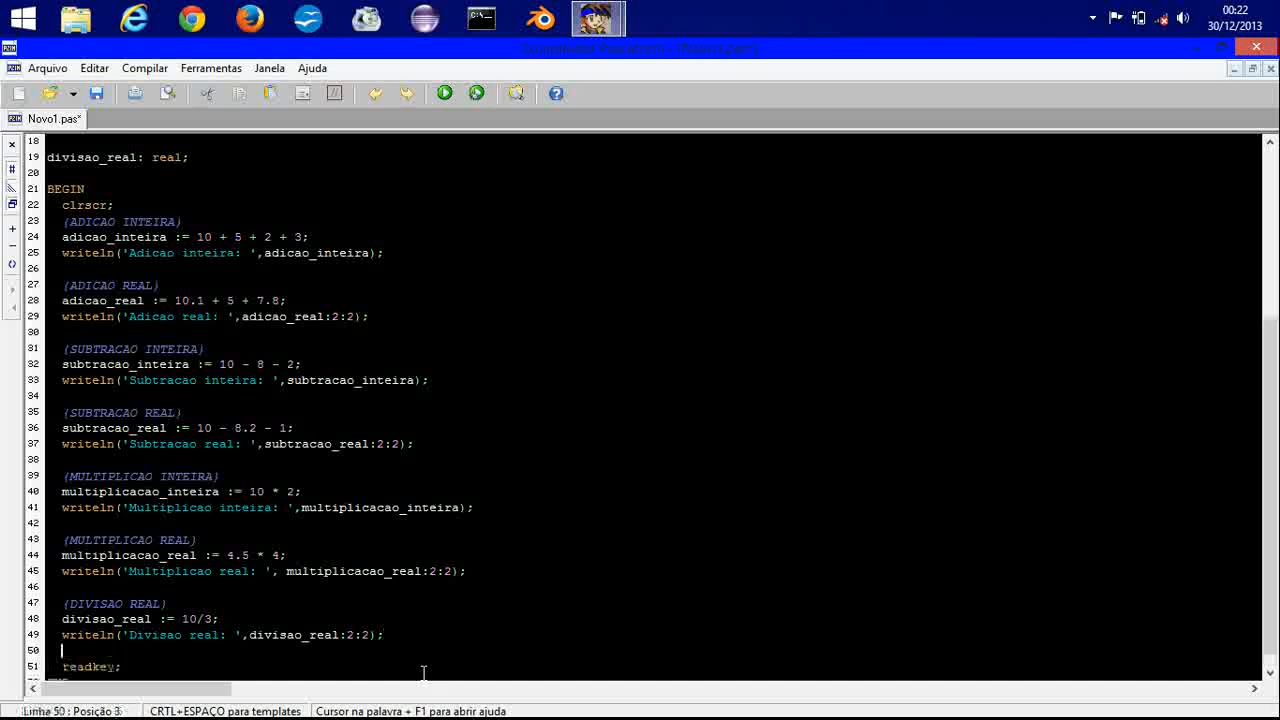 00:22
30/12/2013
Arquivo Editar Compilar Ferramentas Janela Ajuda
Novo1.pas*
18
19 divisao_real: real;
20
21 BEGIN
22 clrscr;
23 {ADICAO INTEIRA}
24 adicao_inteira := 10 + 5 + 2 + 3;
25 writeln('Adicao inteira: ',adicao_inteira);
26
27 {ADICAO REAL}
28 adicao_real := 10.1 + 5 + 7.8;
29 writeln('Adicao real: ',adicao_real:2:2);
30
31 {SUBTRACAO INTEIRA}
32 subtracao_inteira := 10 - 8 - 2;
33 writeln('Subtracao inteira: ',subtracao_inteira);
34
35 {SUBTRACAO REAL}
36 subtracao_real := 10 - 8.2 - 1;
37 writeln('Subtracao real: ',subtracao_real:2:2);
38
39 {MULTIPLICAO INTEIRA}
40 multiplicacao_inteira := 10 * 2;
41 writeln('Multiplicao inteira: ',multiplicacao_inteira);
42
43 {MULTIPLICAO REAL}
44 multiplicacao_real := 4.5 * 4;
45 writeln('Multiplicao real: ', multiplicacao_real:2:2);
46
47 {DIVISAO REAL}
48 divisao_real := 10/3;
49 writeln('Divisao real: ',divisao_real:2:2);
50
51 readkey;
Linha 50 : Posição 3 CRTL+ESPAÇO para templates Cursor na palavra + F1 para abrir ajuda